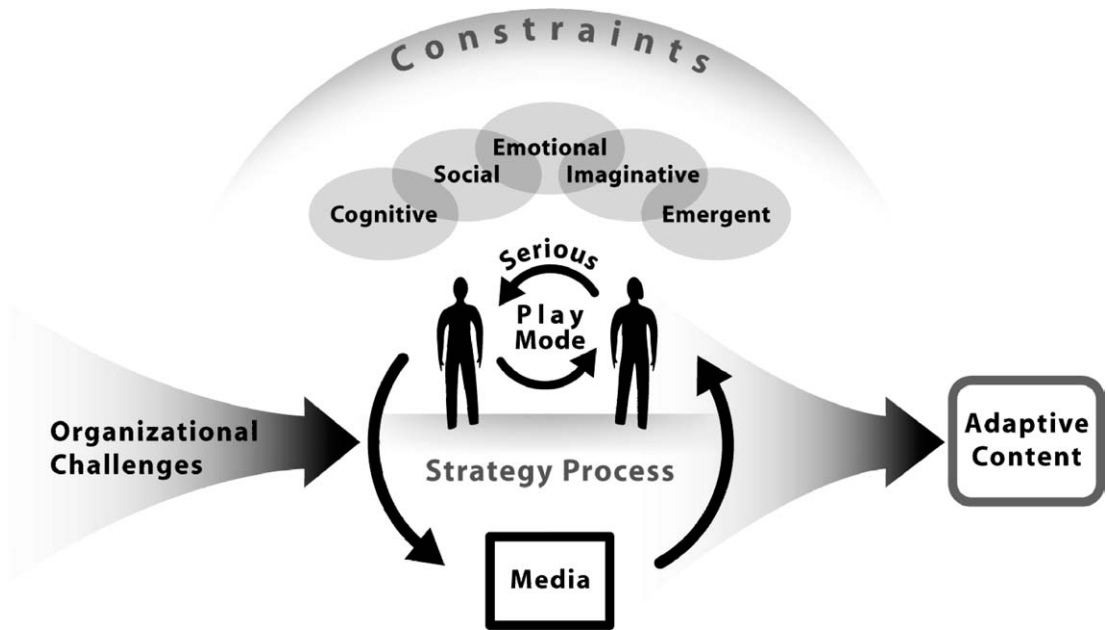 Constraints
Emotional
Social
Imaginative
Cognitive
Emergent
Serious
Play
Mode
Organizational
Challenges
Strategy Process
Adaptive
Content
Media